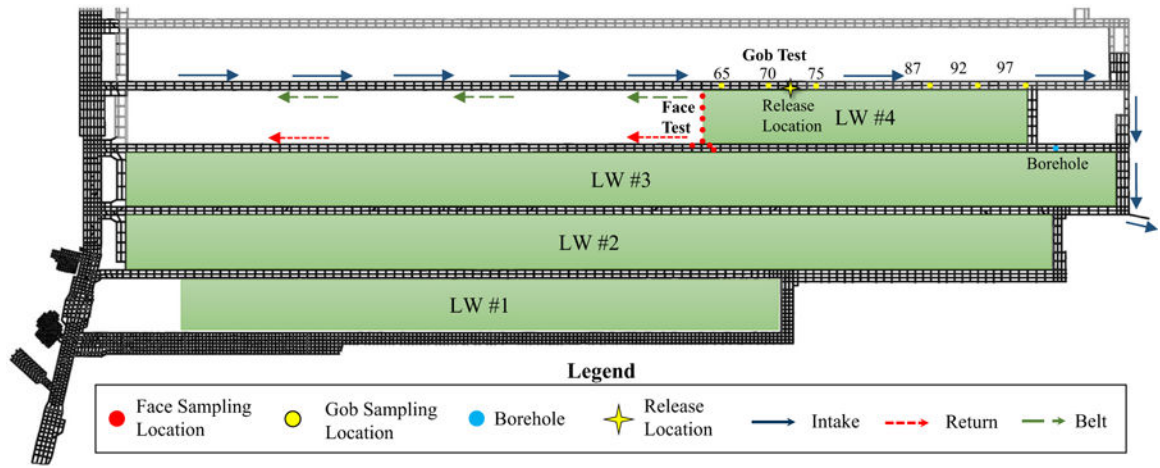 Gob Test
65 70 75 87 92 97
Face
Test
Release
Location
LW #4
Borehole
LW #3
LW #2
LW #1
Legend
Face Sampling
Location
Gob Sampling
Location
Borehole
Release
Location
Intake
Return
Belt